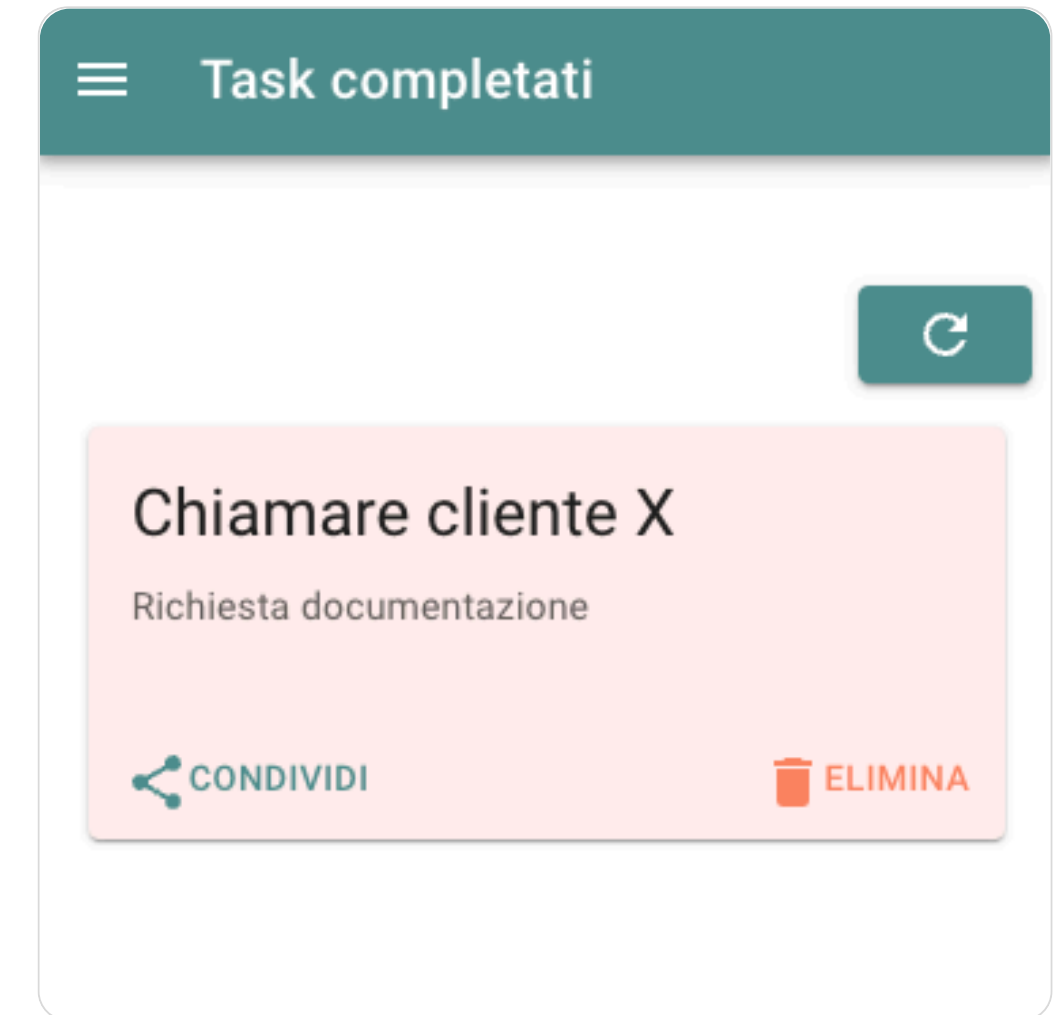 Task completati
Chiamare cliente X
Richiesta documentazione
CONDIVIDI
ELIMINA